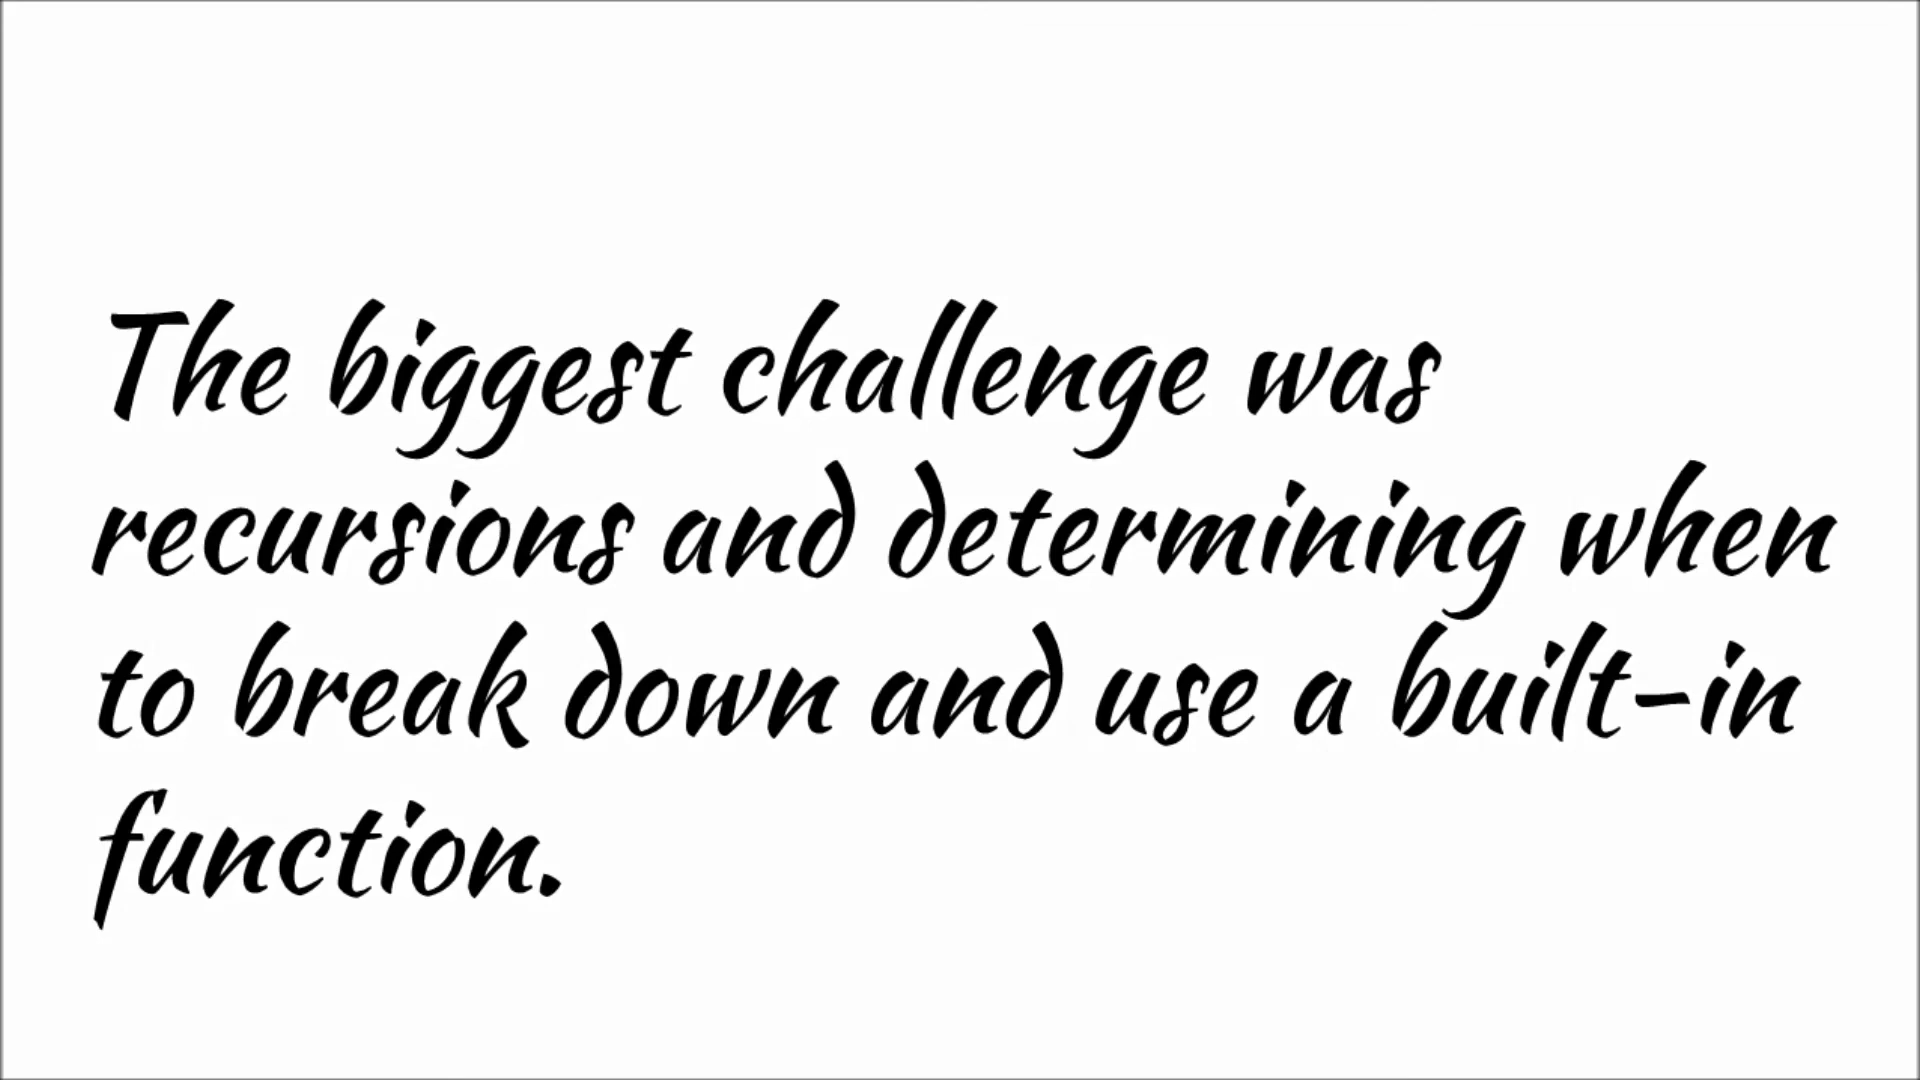 The biggest challenge was
recursions and determining when
to break down and use a built-in
function.